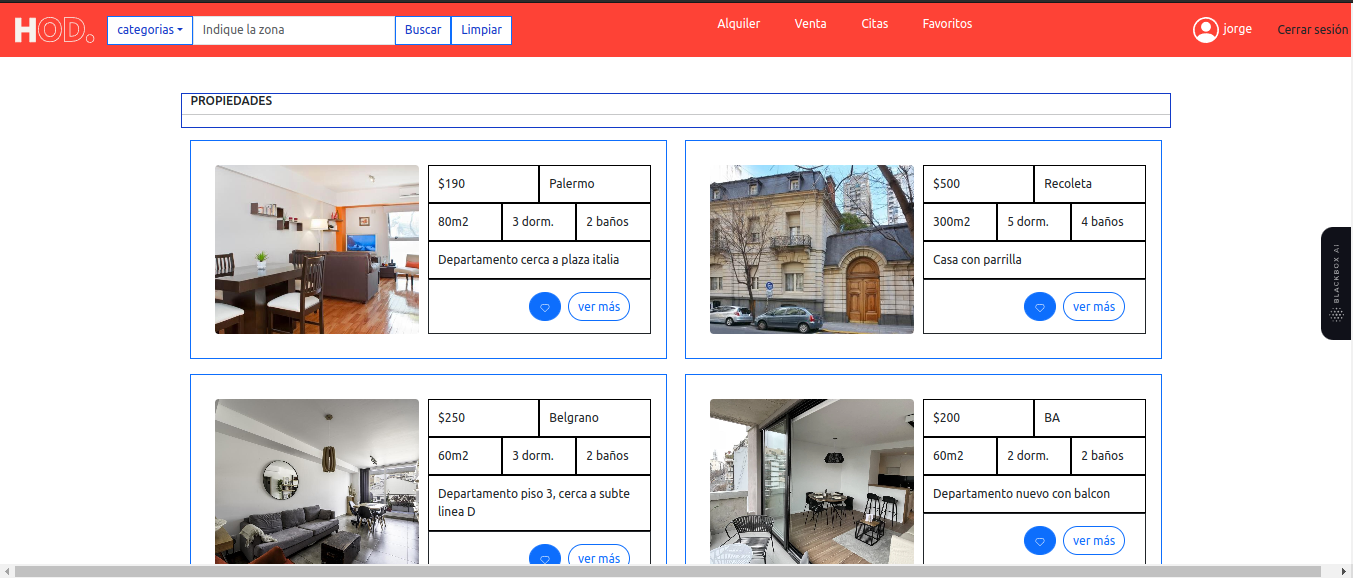 HOD. categorias Indique la zona Buscar Limpiar Alquiler Venta Citas Favoritos jorge Cerrar sesión
PROPIEDADES
$190 Palermo
80m2 3 dorm. 2 baños
Departamento cerca a plaza italia
ver más
$500 Recoleta
300m2 5 dorm. 4 baños
Casa con parrilla
ver más
BLACKBOX AI
$250 Belgrano
60m2 3 dorm. 2 baños
Departamento piso 3, cerca a subte
linea D
ver más
$200 BA
60m2 2 dorm. 2 baños
Departamento nuevo con balcon
ver más